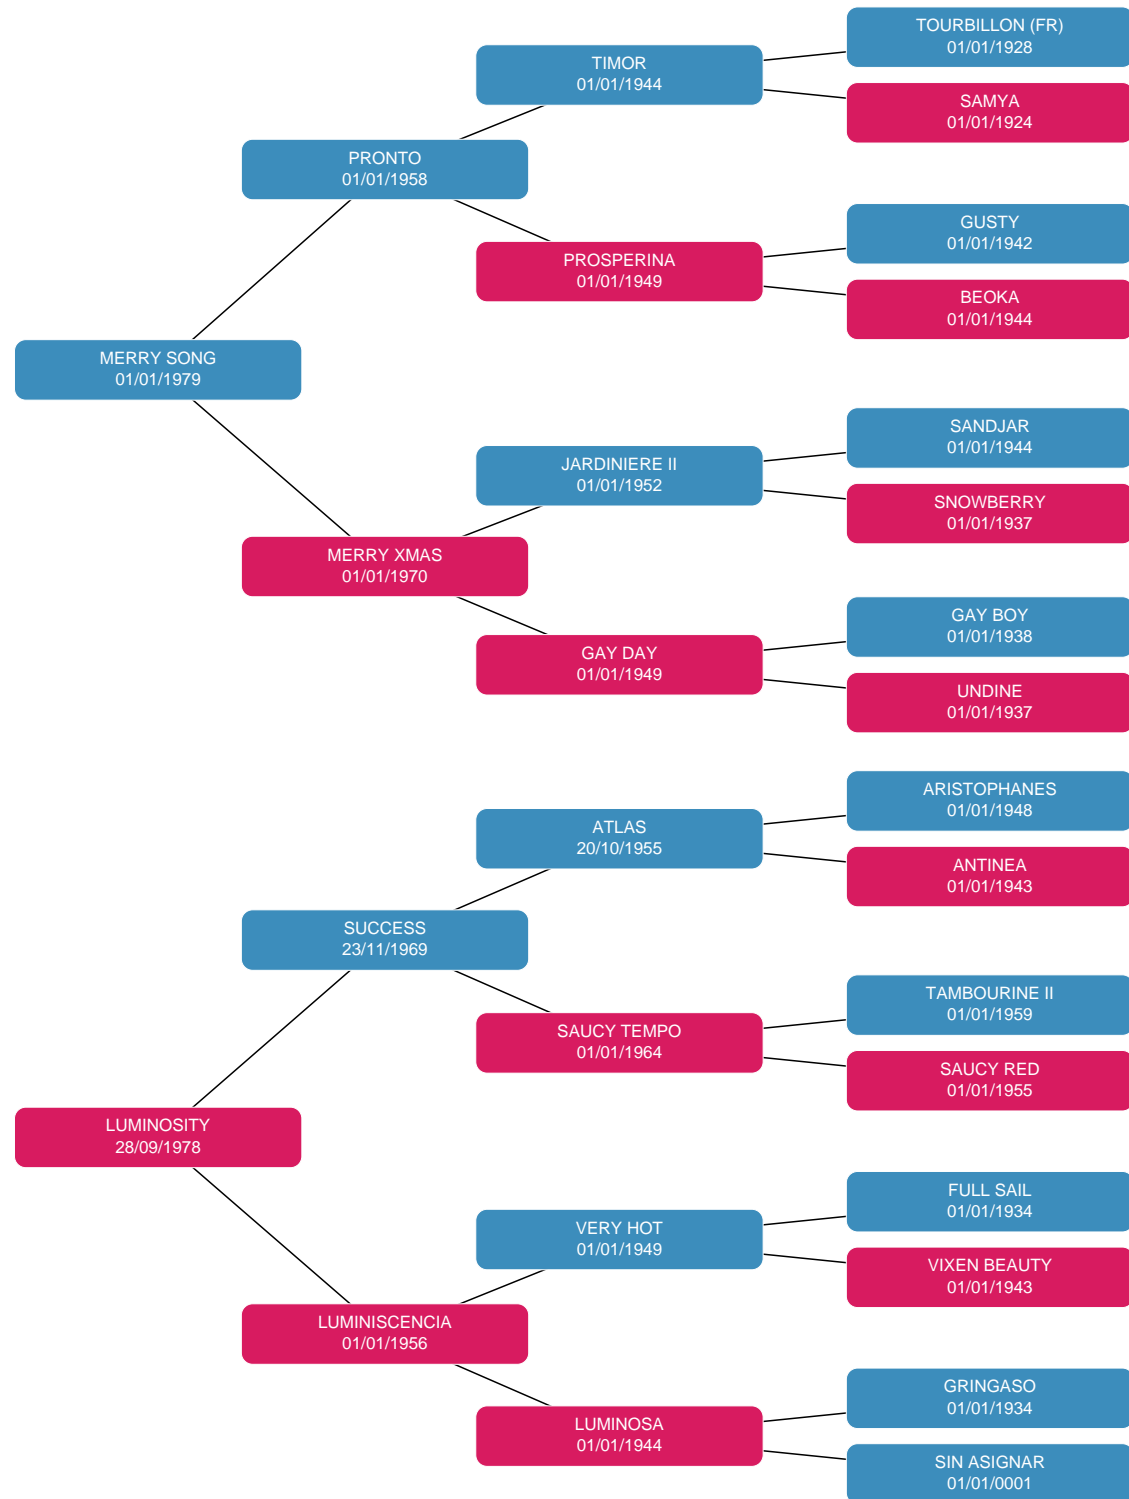 TOURBILLON (FR)
01/01/1928
TIMOR
01/01/1944
SAMYA
01/01/1924
PRONTO
01/01/1958
GUSTY
01/01/1942
PROSPERINA
01/01/1949
BEOKA
01/01/1944
MERRY SONG
01/01/1979
SANDJAR
01/01/1944
JARDINIERE II
01/01/1952
SNOWBERRY
01/01/1937
MERRY XMAS
01/01/1970
GAY BOY
01/01/1938
GAY DAY
01/01/1949
UNDINE
01/01/1937
ARISTOPHANES
01/01/1948
ATLAS
20/10/1955
ANTINEA
01/01/1943
SUCCESS
23/11/1969
TAMBOURINE II
01/01/1959
SAUCY TEMPO
01/01/1964
SAUCY RED
01/01/1955
LUMINOSITY
28/09/1978
FULL SAIL
01/01/1934
VERY HOT
01/01/1949
VIXEN BEAUTY
01/01/1943
LUMINISCENCIA
01/01/1956
GRINGASO
01/01/1934
LUMINOSA
01/01/1944
SIN ASIGNAR
01/01/0001